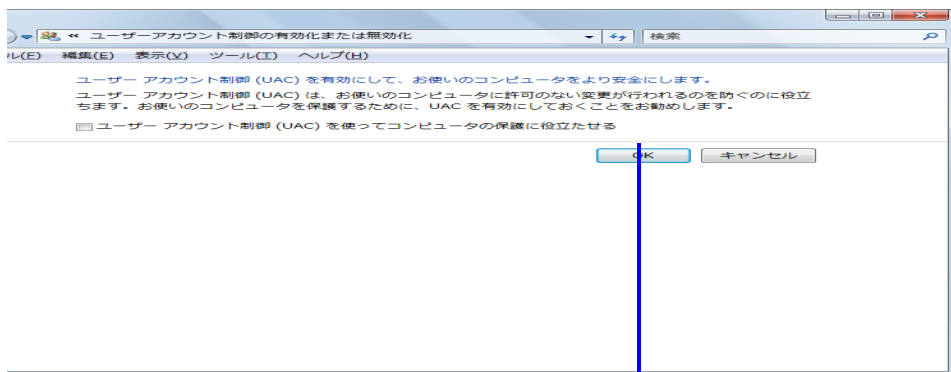 « ユーザーアカウント制御の有効化または無効化
検索
ル(F) 編集(E) 表示(V) ツール(T) ヘルプ(H)
ユーザー アカウント制御 (UAC) を有効にして、お使いのコンピュータをより安全にします。
ユーザー アカウント制御 (UAC) は、お使いのコンピュータに許可のない変更が行われるのを防ぐのに役立
ちます。お使いのコンピュータを保護するために、UAC を有効にしておくことをお勧めします。
ユーザー アカウント制御 (UAC) を使ってコンピュータの保護に役立たせる
OK キャンセル